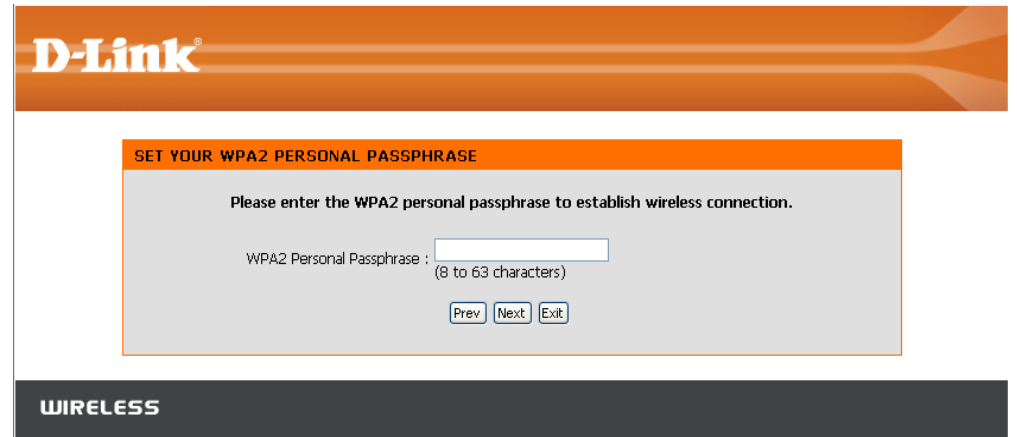 D-Link®
SET YOUR WPA2 PERSONAL PASSPHRASE
Please enter the WPA2 personal passphrase to establish wireless connection.
WPA2 Personal Passphrase :
(8 to 63 characters)
Prev Next Exit
WIRELESS